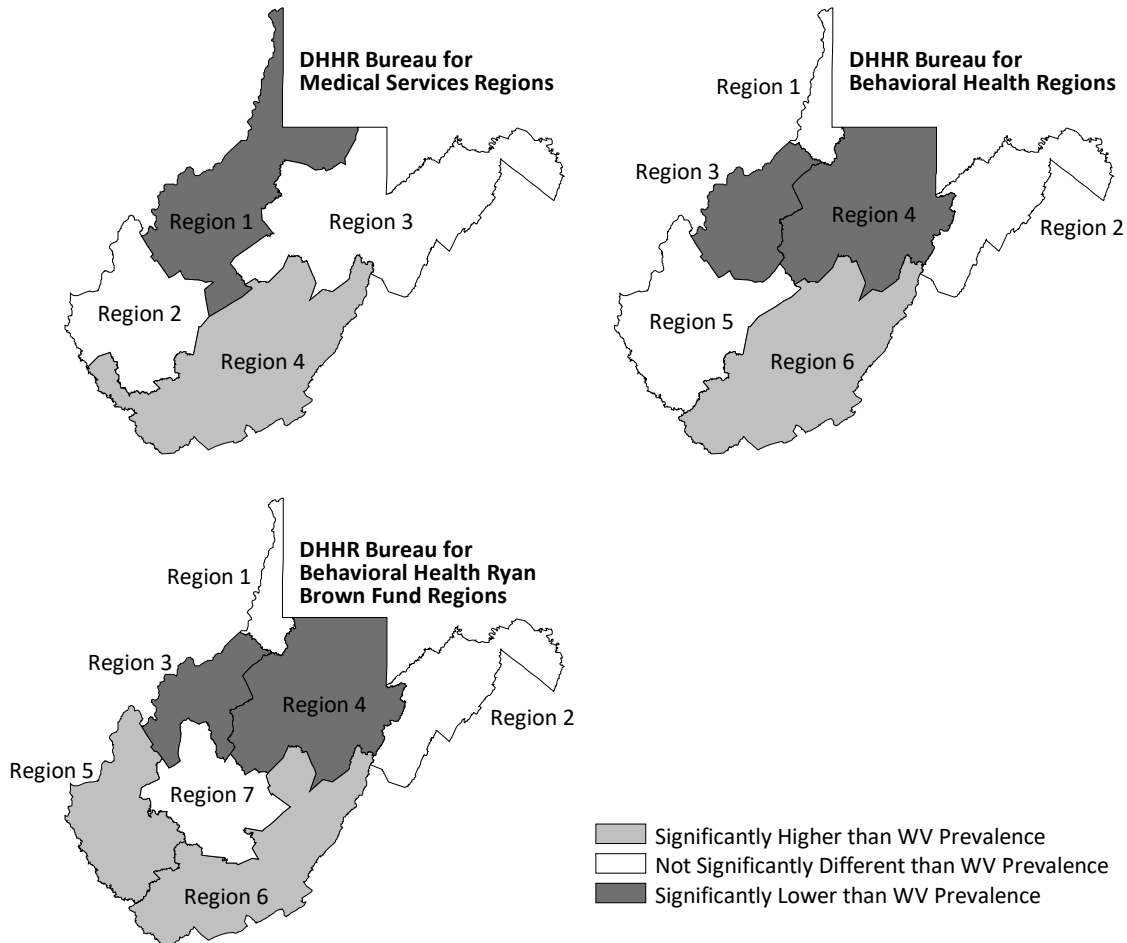 DHHR Bureau for
Medical Services Regions
Region 1
Region 3
Region 2
Region 4
DHHR Bureau for
Behavioral Health Regions
Region 1
Region 3
Region 4
Region 2
Region 5
Region 6
DHHR Bureau for
Behavioral Health Ryan
Brown Fund Regions
Region 1
Region 3
Region 4
Region 2
Region 5
Region 7
Region 6
Significantly Higher than WV Prevalence
Not Significantly Different than WV Prevalence
Significantly Lower than WV Prevalence